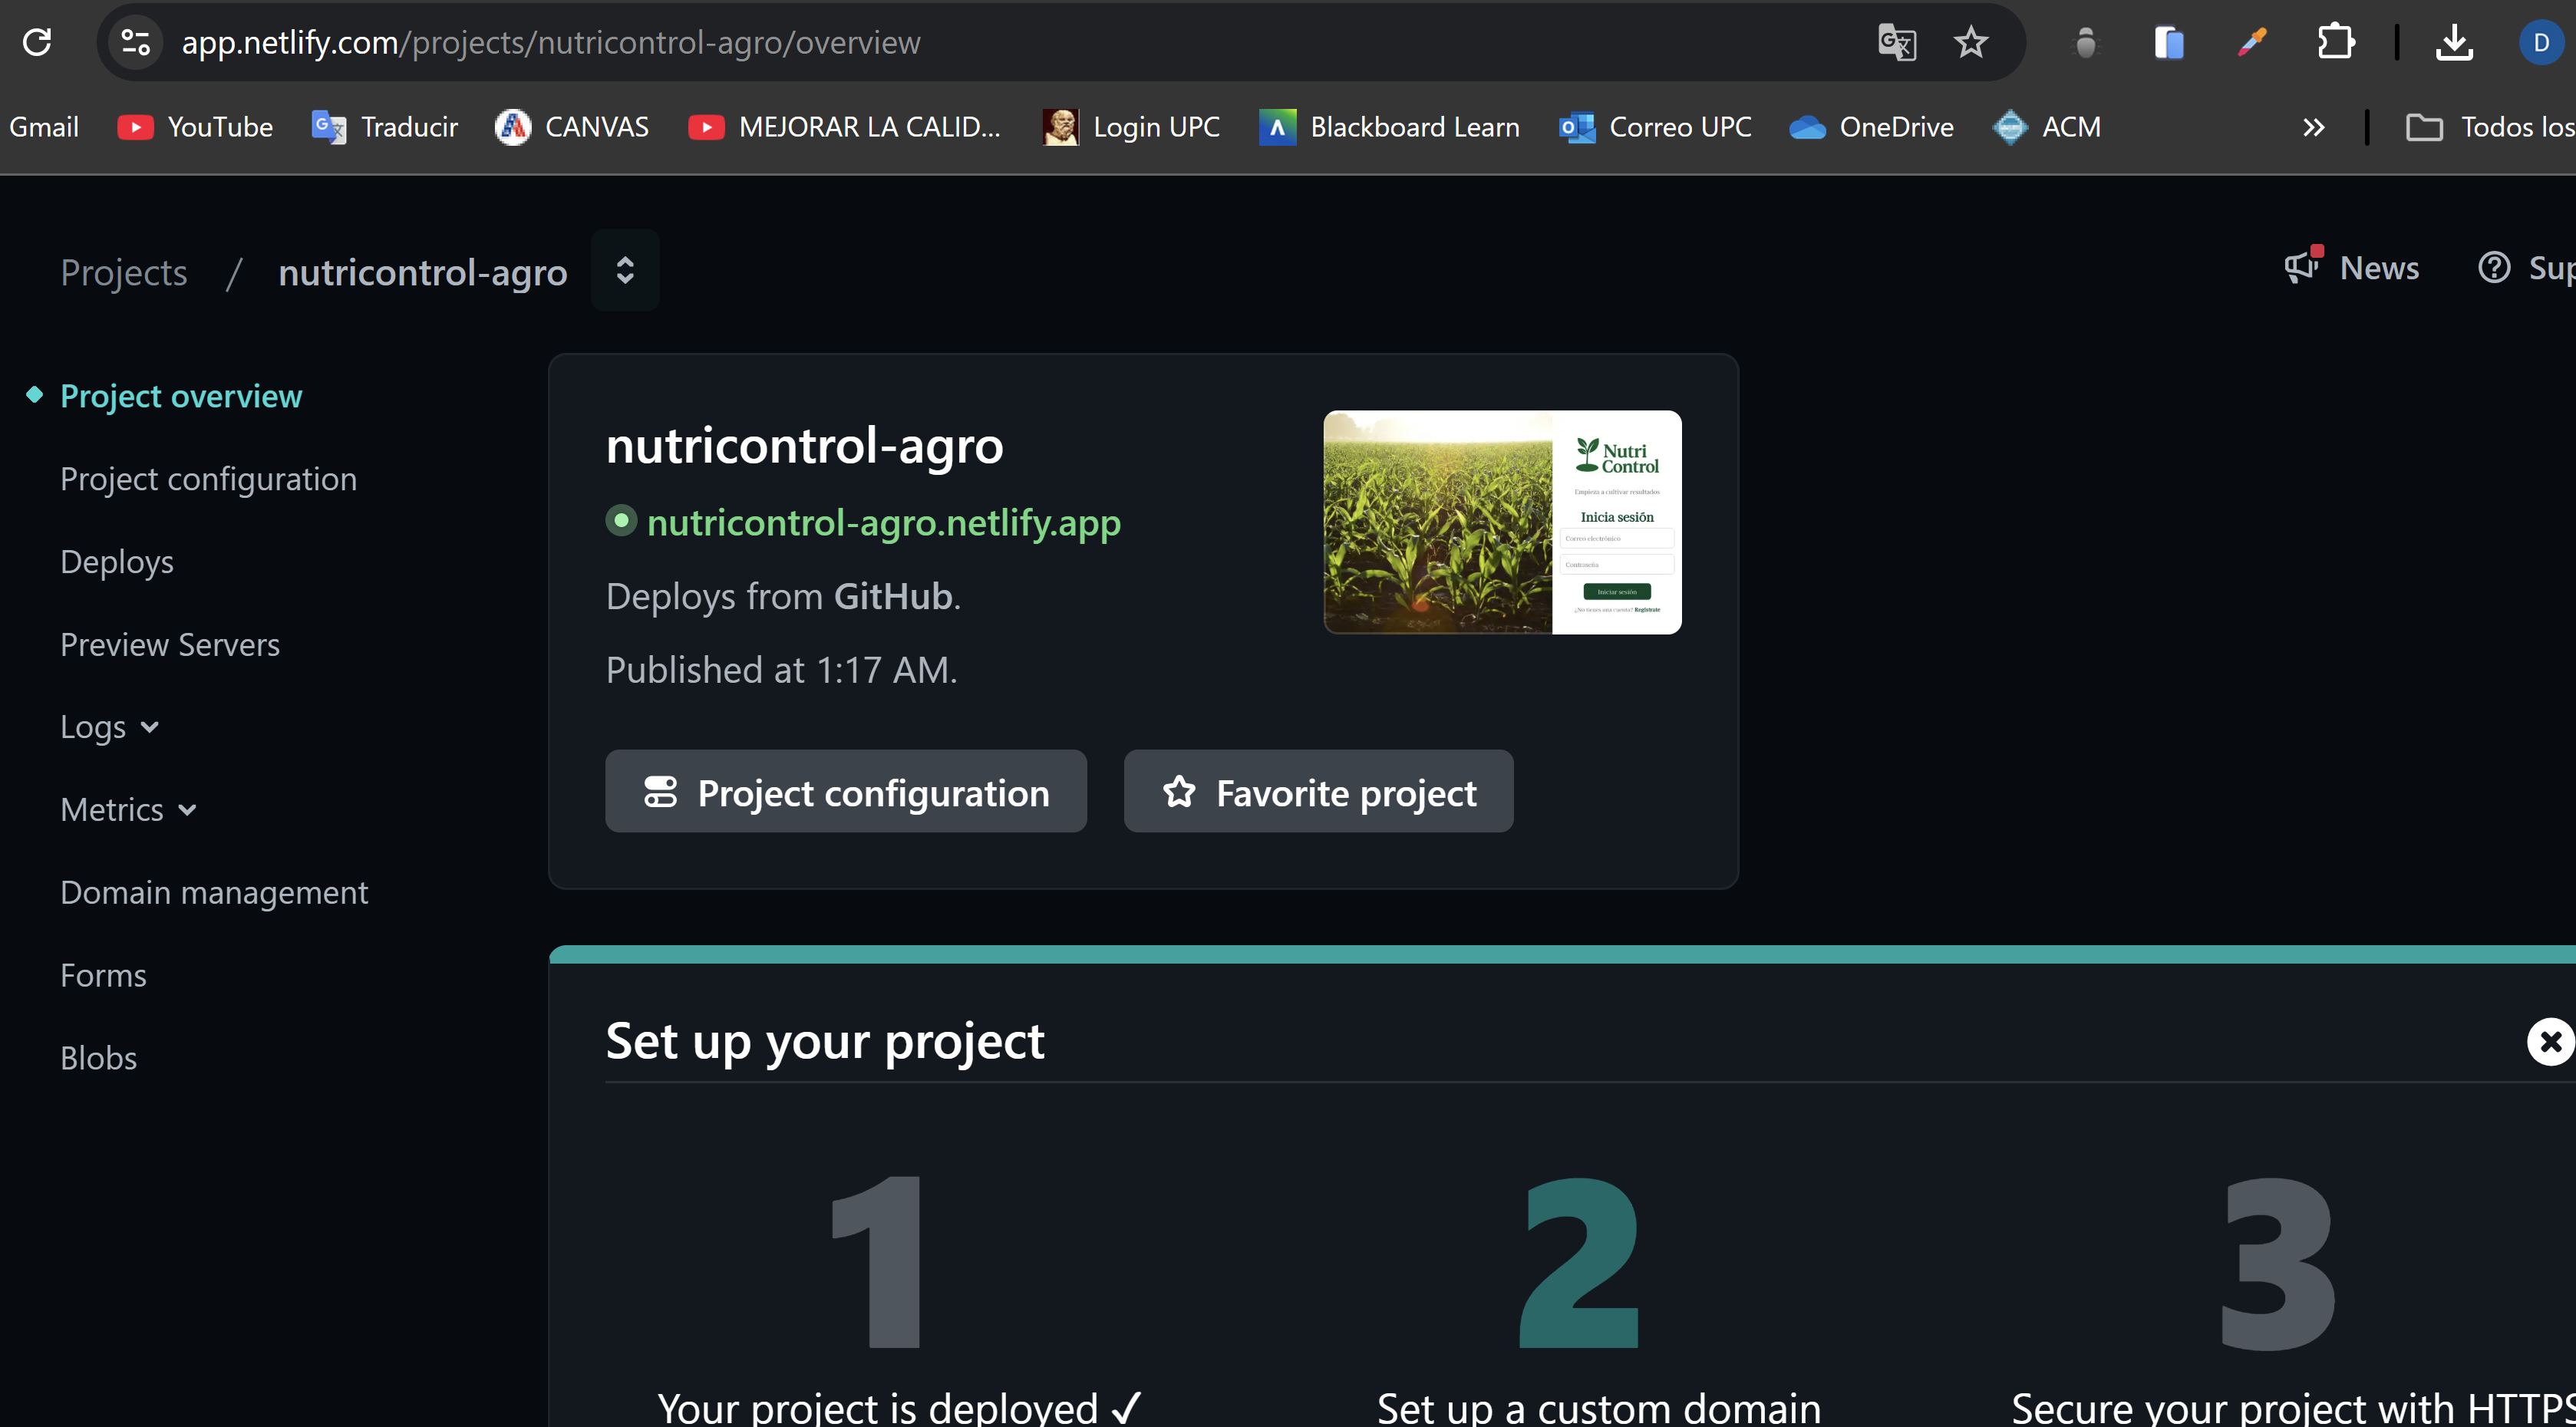 app.netlify.com/projects/nutricontrol-agro/overview
D
Gmail YouTube Traducir CANVAS MEJORAR LA CALID... Login UPC Blackboard Learn Correo UPC OneDrive ACM » Todos los
Projects / nutricontrol-agro
News Sup
Project overview
Project configuration
Deploys
Preview Servers
Logs
Metrics
Domain management
Forms
Blobs
nutricontrol-agro
nutricontrol-agro.netlify.app
Deploys from GitHub.
Published at 1:17 AM.
Nutri
Control
Empieza a cultivar resultados
Inicia sesión
Correo electrónico
Contraseña
Iniciar sesión
¿No tienes una cuenta? Regístrate
Project configuration
Favorite project
Set up your project
1
Your project is deployed ✓
2
Set up a custom domain
3
Secure your project with HTTPS